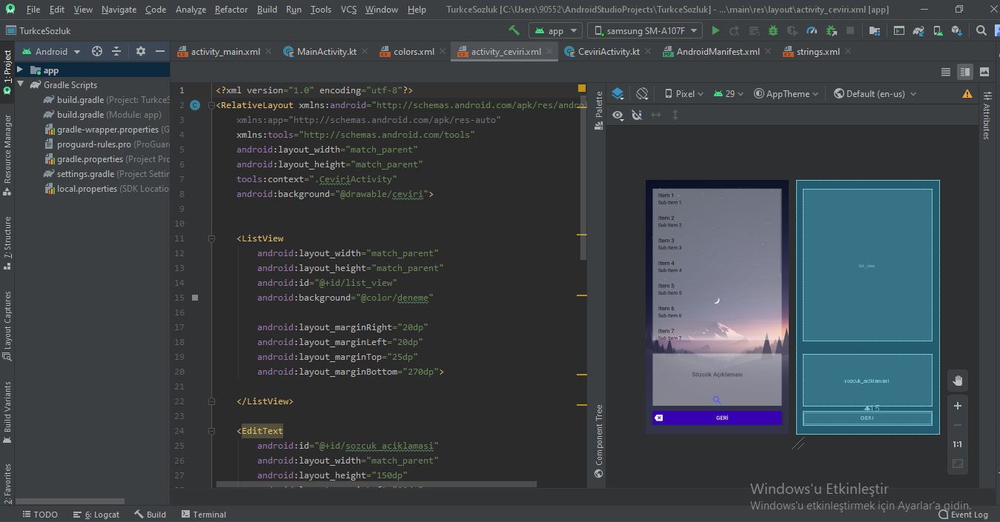 File Edit View Navigate Code Analyze Refactor Build Run Tools VCS Window Help TurkceSozluk [C:\Users\90552\AndroidStudioProjects\TurkceSozluk] - ...\main\res\layout\activity_ceviri.xml [app]
TurkceSozluk app samsung SM-A107F
Android activity_main.xml MainActivity.kt colors.xml activity_ceviri.xml CeviriActivity.kt AndroidManifest.xml strings.xml
app
Gradle Scripts
build.gradle (Project: TurkceS
build.gradle (Module: app)
gradle-wrapper.properties (G
proguard-rules.pro (ProGuar
gradle.properties (Project Pro
settings.gradle (Project Settin
local.properties (SDK Locatio
1: Project
Resource Manager
7: Structure
Layout Captures
Build Variants
2: Favorites
1 <?xml version="1.0" encoding="utf-8"?>
2 <RelativeLayout xmlns:android="http://schemas.android.com/apk/res/andro
3 xmlns:app="http://schemas.android.com/apk/res-auto"
4 xmlns:tools="http://schemas.android.com/tools"
5 android:layout_width="match_parent"
6 android:layout_height="match_parent"
7 tools:context=".CeviriActivity"
8 android:background="@drawable/ceviri">
9
10
11 <ListView
12 android:layout_width="match_parent"
13 android:layout_height="match_parent"
14 android:id="@+id/list_view"
15 android:background="@color/deneme"
16
17 android:layout_marginRight="20dp"
18 android:layout_marginLeft="20dp"
19 android:layout_marginTop="25dp"
20 android:layout_marginBottom="270dp">
21
22 </ListView>
23
24 <EditText
25 android:id="@+id/sozcuk_aciklamasi"
26 android:layout_width="match_parent"
27 android:layout_height="150dp"
Palette
Component Tree
Pixel 29 AppTheme Default (en-us)
Attributes
Item 1
Sub Item 1
Item 2
Sub Item 2
Item 3
Sub Item 3
Item 4
Sub Item 4
Item 5
Sub Item 5
Item 6
Sub Item 6
Item 7
Sub Item 7
Sözcük Açıklaması
GERİ
list_view
sozcuk_aciklamasi
15
GERI
1:1
Windows'u Etkinleştir
Windows'u etkinleştirmek için Ayarlar'a gidin.
TODO 6: Logcat Build Terminal Event Log